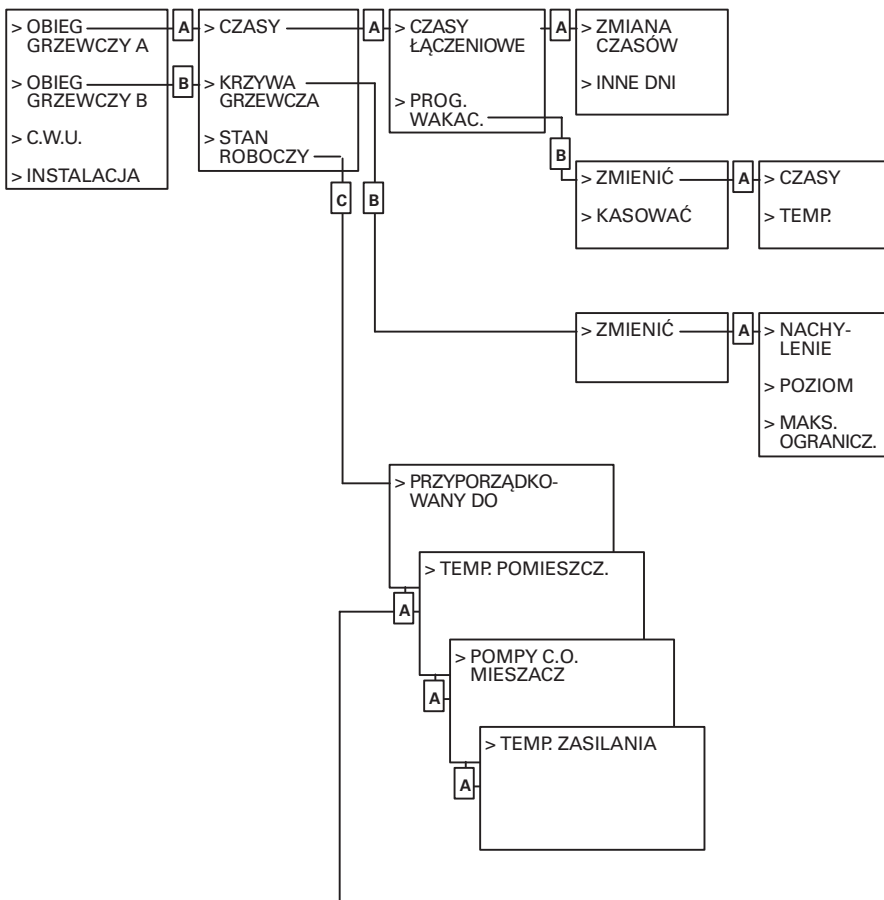 > OBIEG
GRZEWCZY A
> OBIEG
GRZEWCZY B
> C.W.U.
> INSTALACJA
A
B
> CZASY
> KRZYWA
GRZEWCZA
> STAN
ROBOCZY
A
C
B
> CZASY
ŁĄCZENIOWE
> PROG.
WAKAC.
A
B
> ZMIANA
CZASÓW
> INNE DNI
> ZMIENIĆ
> KASOWAĆ
A
> CZASY
> TEMP.
> ZMIENIĆ
A
> NACHY-
LENIE
> POZIOM
> MAKS.
OGRANICZ.
> PRZYPORZĄDKO-
WANY DO
A
> TEMP. POMIESZCZ.
A
> POMPY C.O.
MIESZACZ
A
> TEMP. ZASILANIA